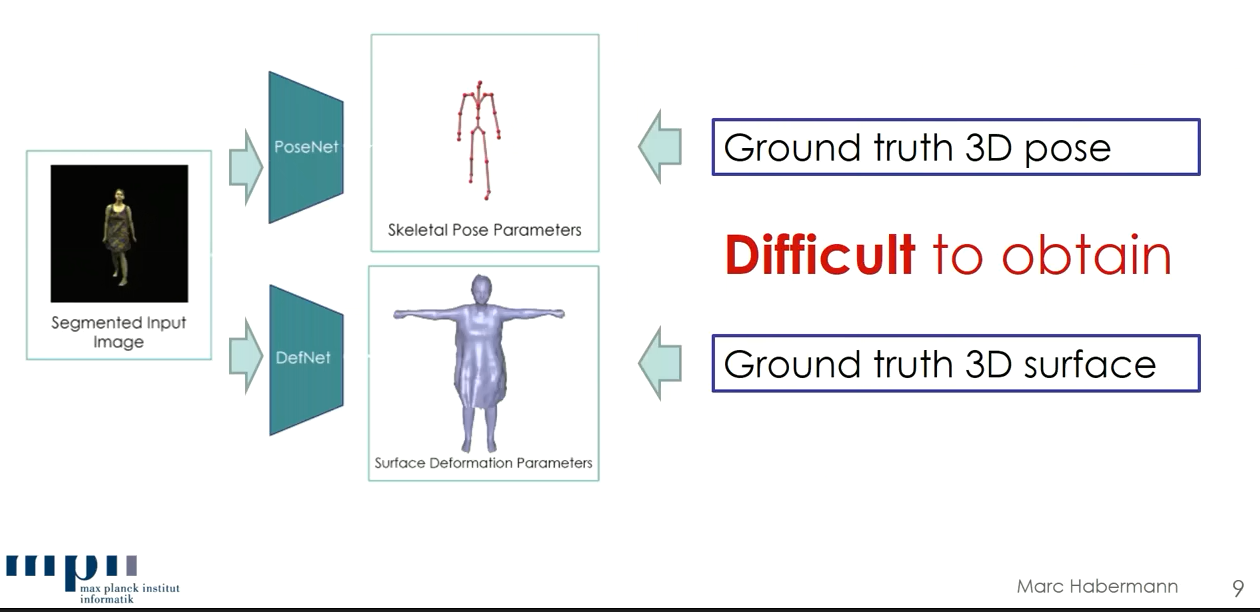 PoseNet
Skeletal Pose Parameters
Ground truth 3D pose
Segmented Input
Image
Difficult to obtain
DefNet
Surface Deformation Parameters
Ground truth 3D surface
mpii
max planck institut
informatik
Marc Habermann
9